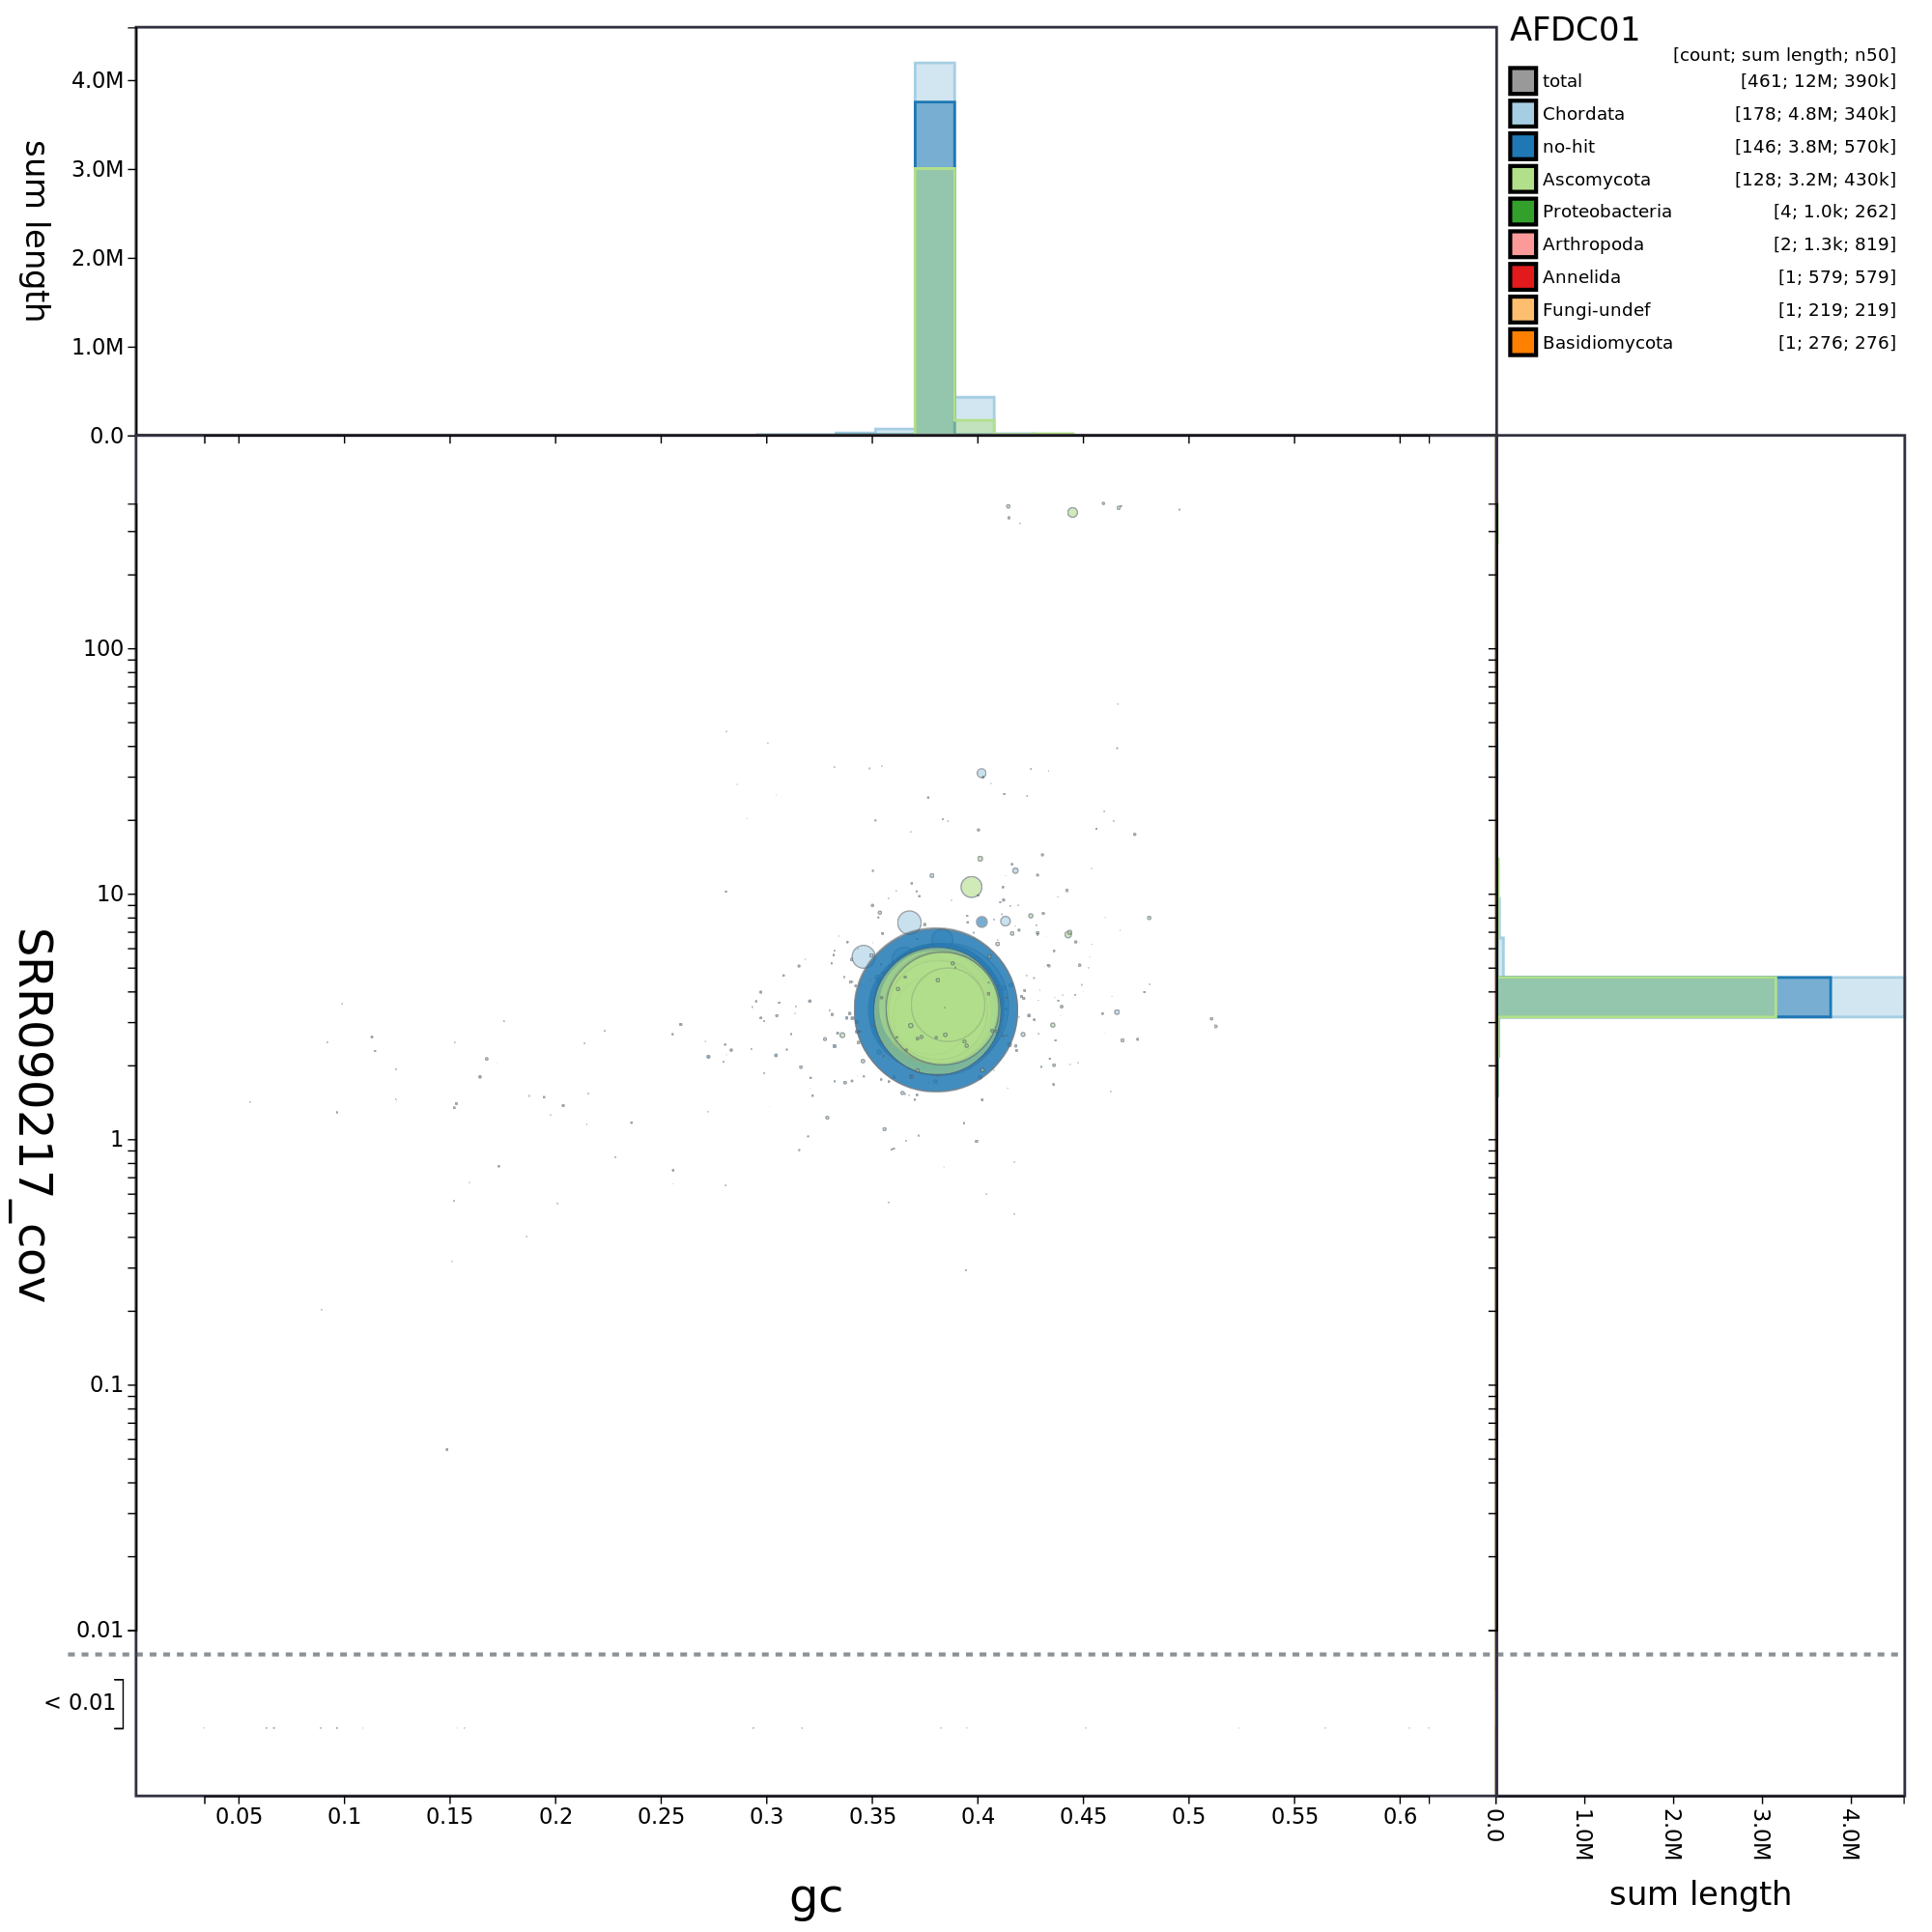 AFDC01
[count; sum length; n50]
total [461; 12M; 390k]
Chordata [178; 4.8M; 340k]
no-hit [146; 3.8M; 570k]
Ascomycota [128; 3.2M; 430k]
Proteobacteria [4; 1.0k; 262]
Arthropoda [2; 1.3k; 819]
Annelida [1; 579; 579]
Fungi-undef [1; 219; 219]
Basidiomycota [1; 276; 276]
sum length
4.0M
3.0M
2.0M
1.0M
0.0
SRR090217_cov
100
10
1
0.1
0.01
< 0.01
0.05 0.1 0.15 0.2 0.25 0.3 0.35 0.4 0.45 0.5 0.55 0.6
gc
0.0 1.0M 2.0M 3.0M 4.0M
sum length